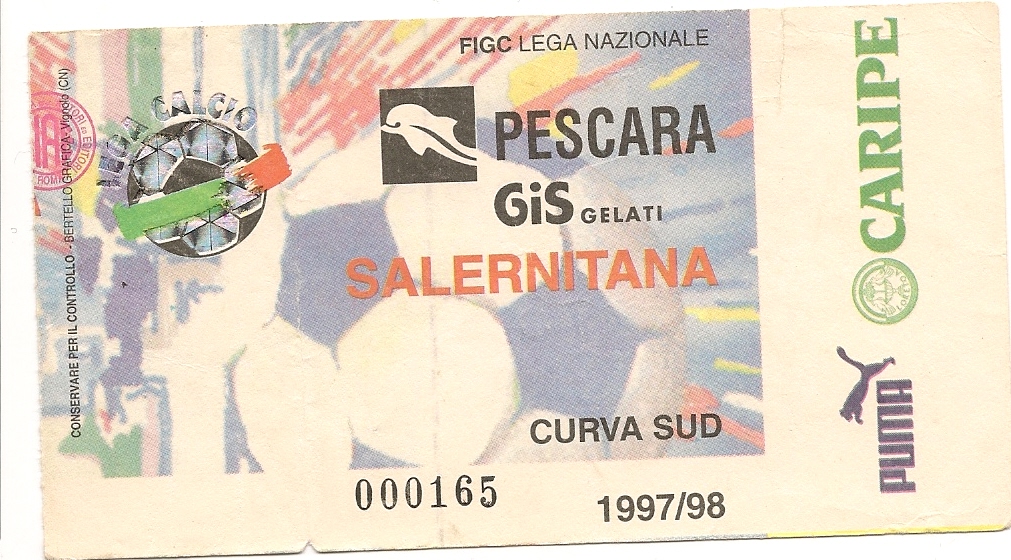 FIGC LEGA NAZIONALE
LEGA CALCIO
PESCARA
GiS GELATI
SALERNITANA
CURVA SUD
000165
1997/98
CONSERVARE PER IL CONTROLLO - BERTELLO GRAFICA - Vignolo (CN)
CARIPE
LORETO
PUMA